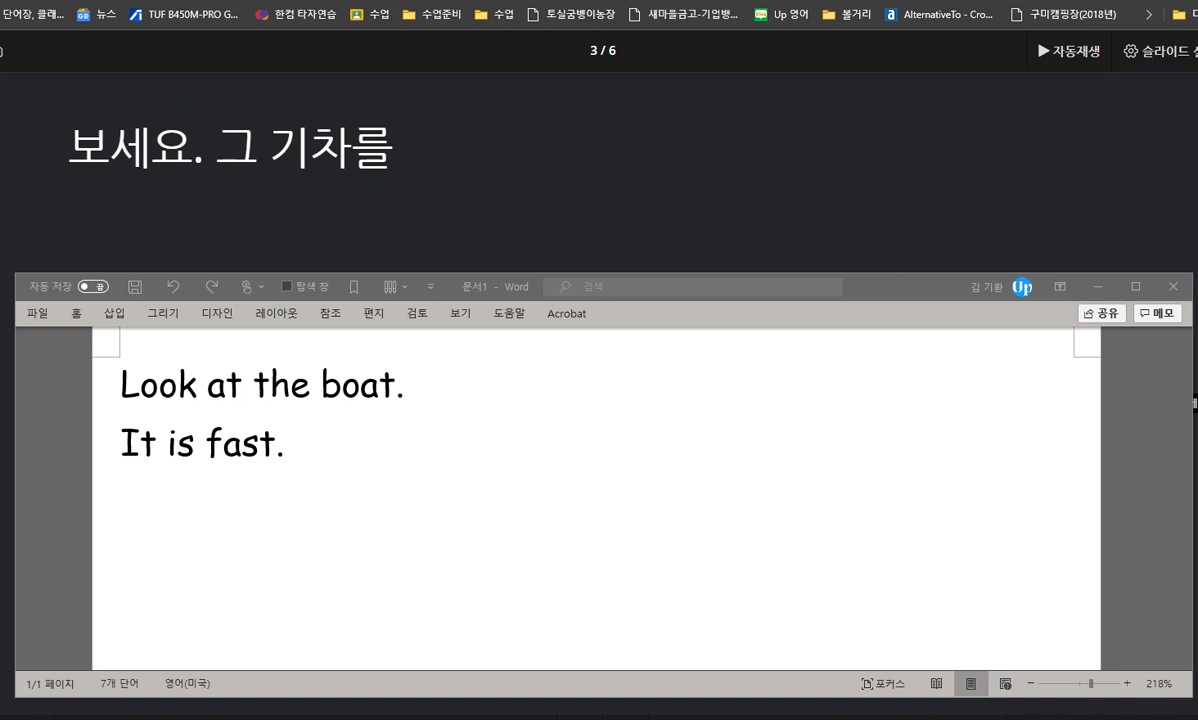 단어장, 클래... 뉴스 TUF B450M-PRO G... 한컴 타자연습 수업 수업준비 수업 토실굼벵이농장 새마을금고-기업뱅... Up 영어 볼거리 AlternativeTo - Cro... 구미캠핑장(2018년)
3 / 6 자동재생 슬라이드
보세요. 그 기차를
자동 저장 끔 탐색 창 문서1 - Word 검색 김 기환 Up
파일 홈 삽입 그리기 디자인 레이아웃 참조 편지 검토 보기 도움말 Acrobat 공유 메모
Look at the boat.
It is fast.
1/1 페이지 7개 단어 영어(미국) 포커스 218%